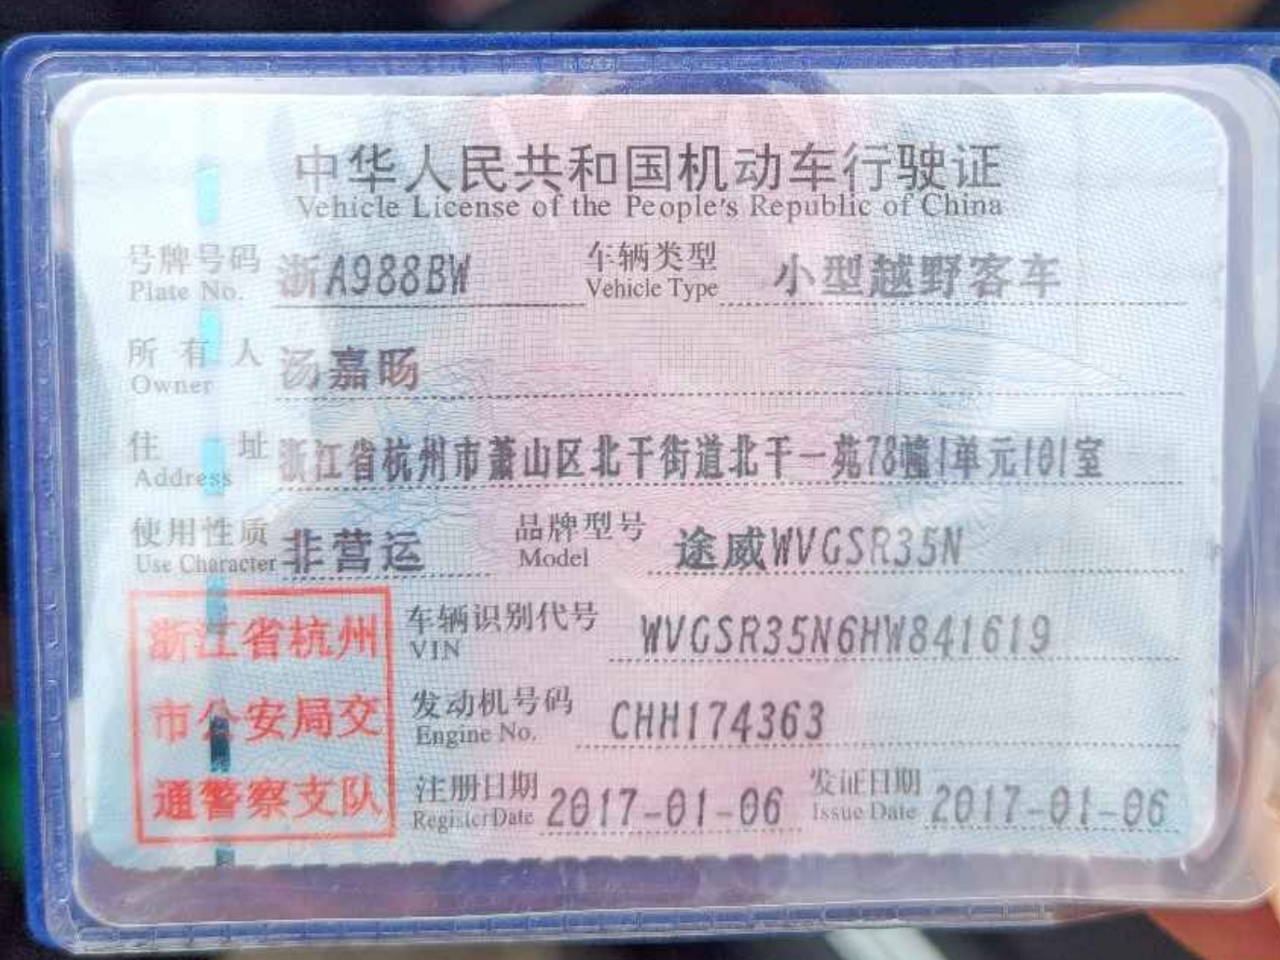 中华人民共和国机动车行驶证
Vehicle License of the People's Republic of China
号牌号码 浙A988BW 车辆类型 小型越野客车
Plate No. Vehicle Type
所有人 汤嘉旸
Owner
住址 浙江省杭州市萧山区北干街道北干一苑78幢1单元101室
Address
使用性质 非营运 品牌型号 途威WVGSR35N
Use Character Model
浙江省杭州
市公安局交
通警察支队
车辆识别代号 WVGSR35N6HW841619
VIN
发动机号码 CHH174363
Engine No.
注册日期 2017-01-06 发证日期 2017-01-06
Register Date Issue Date